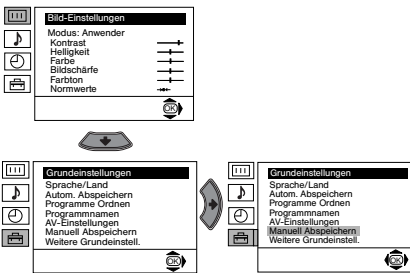 Bild-Einstellungen
Modus: Anwender
Kontrast
Helligkeit
Farbe
Bildschärfe
Farbton
Normwerte
OK
Grundeinstellungen
Sprache/Land
Autom. Abspeichern
Programme Ordnen
Programmnamen
AV-Einstellungen
Manuell Abspeichern
Weitere Grundeinstell.
OK
Grundeinstellungen
Sprache/Land
Autom. Abspeichern
Programme Ordnen
Programmnamen
AV-Einstellungen
Manuell Abspeichern
Weitere Grundeinstell.
OK